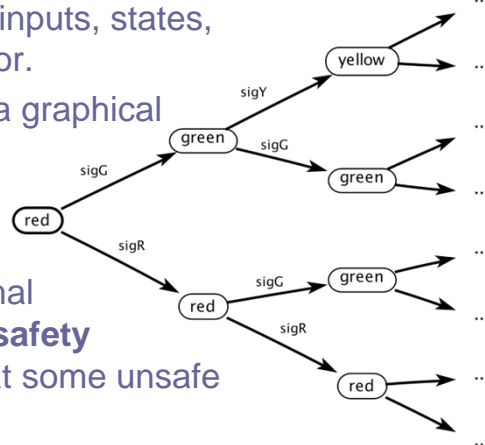 inputs, states,
or.
a graphical
nal
safety
at some unsafe
red
sigG
sigR
green
sigY
sigG
yellow
green
red
sigG
sigR
green
red
..
..
..
..
..
..
..
..